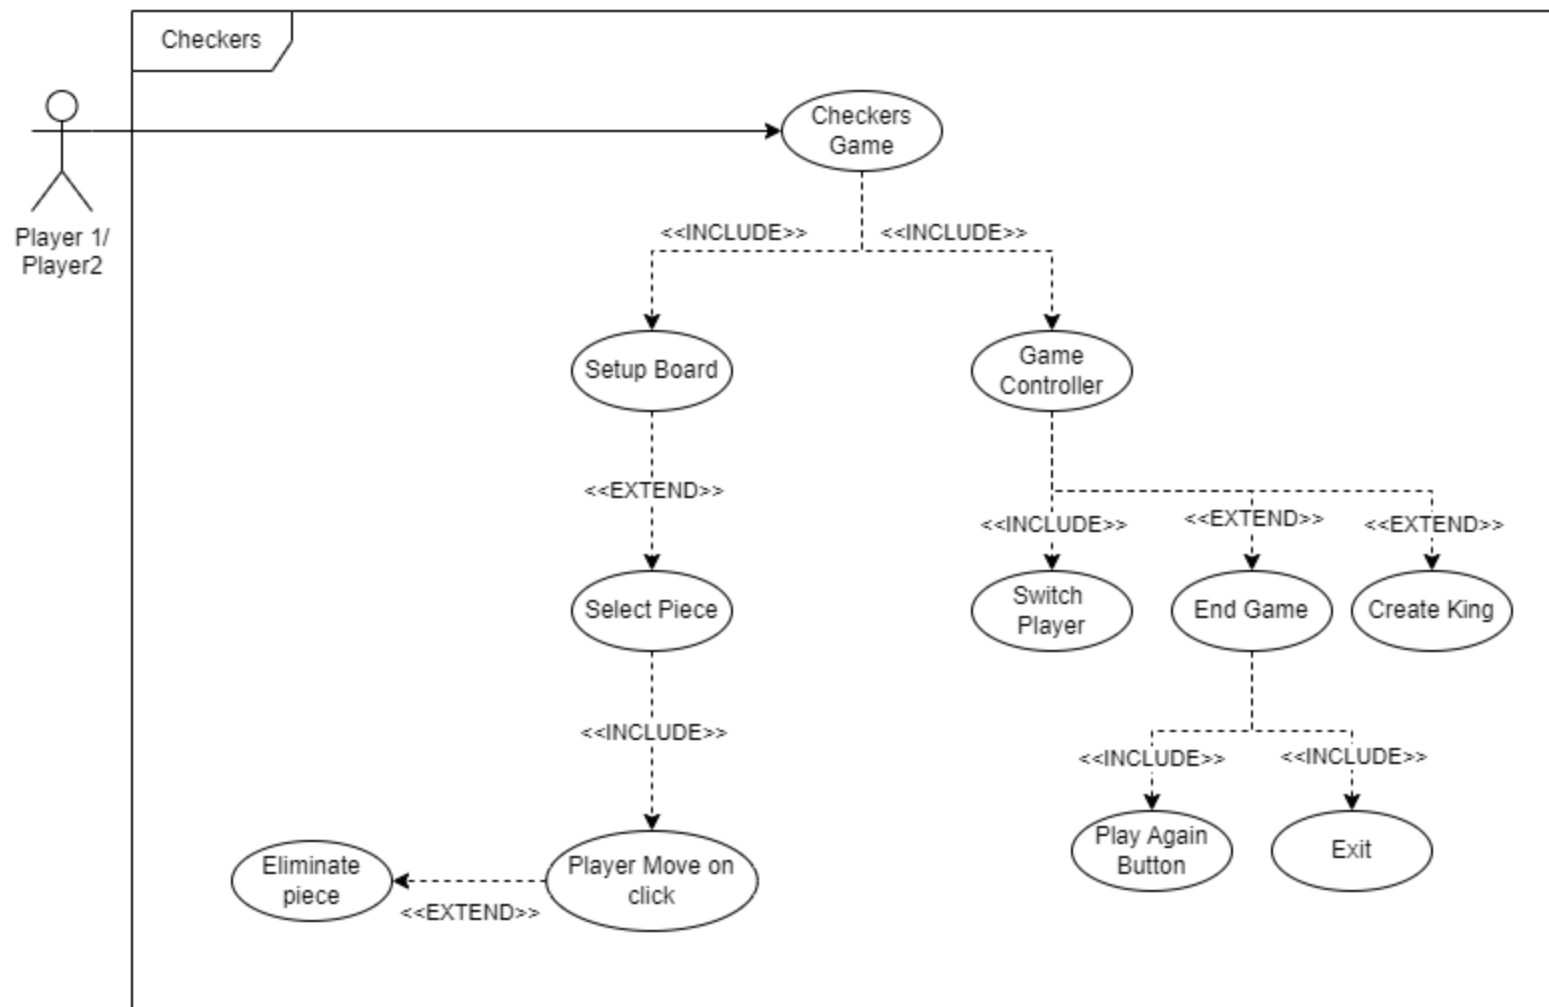 Checkers
Checkers
Game
Player 1/
Player2
<<INCLUDE>>
<<INCLUDE>>
Setup Board
Game
Controller
<<EXTEND>>
<<INCLUDE>>
<<EXTEND>>
<<EXTEND>>
Select Piece
Switch
Player
End Game
Create King
<<INCLUDE>>
<<INCLUDE>>
<<INCLUDE>>
Eliminate
piece
<<EXTEND>>
Player Move on
click
Play Again
Button
Exit